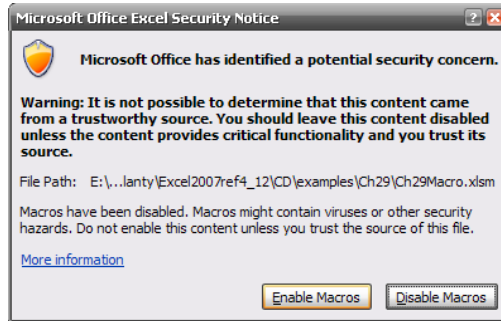 Microsoft Office Excel Security Notice
Microsoft Office has identified a potential security concern.
Warning: It is not possible to determine that this content came
from a trustworthy source. You should leave this content disabled
unless the content provides critical functionality and you trust its
source.
File Path: E:\...lanty\Excel2007ref4_12\CD\examples\Ch29\Ch29Macro.xlsm
Macros have been disabled. Macros might contain viruses or other security
hazards. Do not enable this content unless you trust the source of this file.
More information
Enable Macros Disable Macros